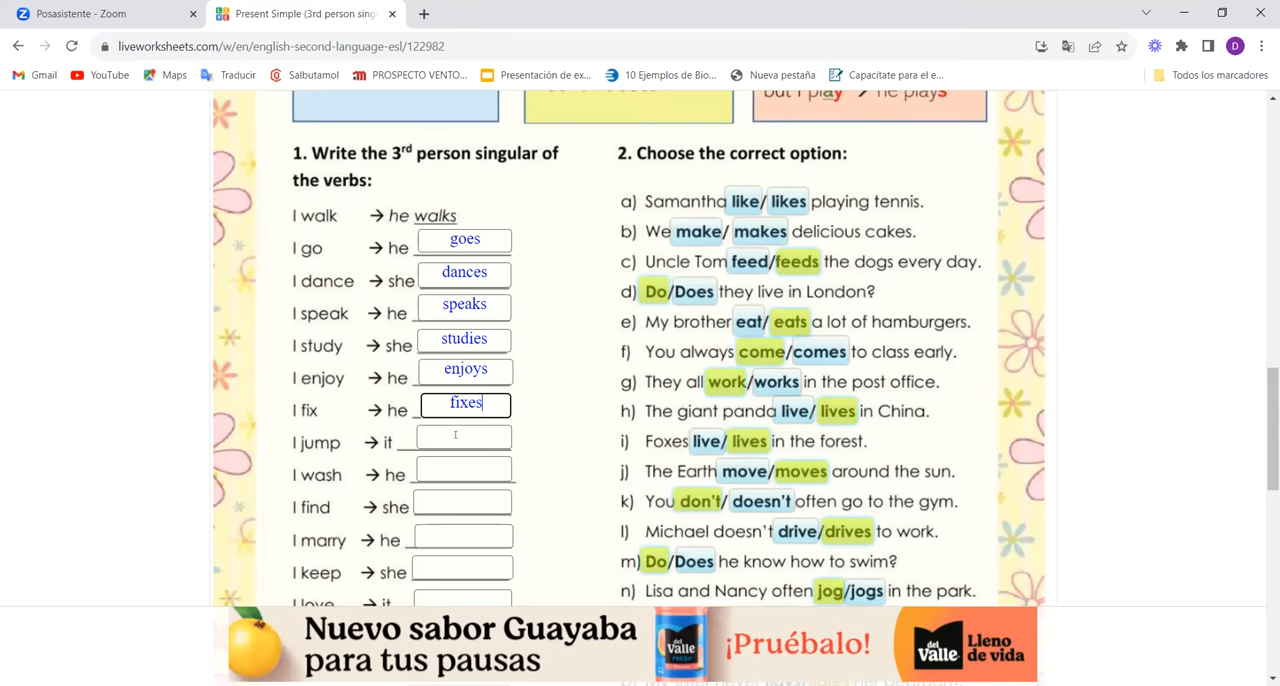 Posasistente - Zoom
Present Simple (3rd person sing
liveworksheets.com/w/en/english-second-language-esl/122982
Gmail
YouTube
Maps
Traducir
Salbutamol
PROSPECTO VENTO...
Presentación de ex...
10 Ejemplos de Bio...
Nueva pestaña
Capacítate para el e...
Todos los marcadores
D
but I play → he plays
1. Write the 3rd person singular of
the verbs:
I walk → he walks
I go → he goes
I dance → she dances
I speak → he speaks
I study → she studies
I enjoy → he enjoys
I fix → he fixes
I jump → it
I wash → he
I find → she
I marry → he
I keep → she
I love → it
2. Choose the correct option:
a) Samantha like/ likes playing tennis.
b) We make/ makes delicious cakes.
c) Uncle Tom feed/feeds the dogs every day.
d) Do/Does they live in London?
e) My brother eat/ eats a lot of hamburgers.
f) You always come/comes to class early.
g) They all work/works in the post office.
h) The giant panda live/ lives in China.
i) Foxes live/ lives in the forest.
j) The Earth move/moves around the sun.
k) You don't/ doesn't often go to the gym.
l) Michael doesn't drive/drives to work.
m) Do/Does he know how to swim?
n) Lisa and Nancy often jog/jogs in the park.
Nuevo sabor Guayaba
para tus pausas
del Valle FRESH
¡Pruébalo!
del Valle
Lleno
de vida